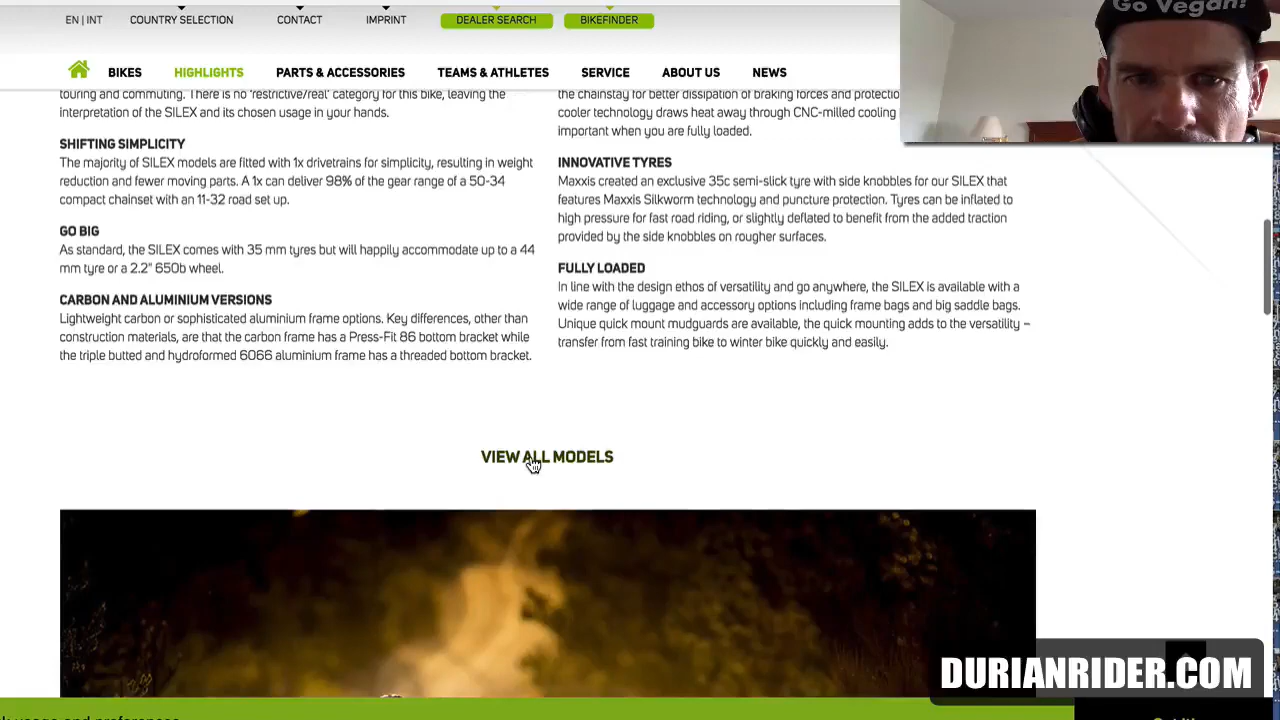 Go Vegan!
EN | INT
COUNTRY SELECTION
CONTACT
IMPRINT
DEALER SEARCH
BIKEFINDER
BIKES
HIGHLIGHTS
PARTS & ACCESSORIES
TEAMS & ATHLETES
SERVICE
ABOUT US
NEWS
touring and commuting. There is no 'restrictive/real' category for this bike, leaving the
interpretation of the SILEX and its chosen usage in your hands.
SHIFTING SIMPLICITY
The majority of SILEX models are fitted with 1x drivetrains for simplicity, resulting in weight
reduction and fewer moving parts. A 1x can deliver 98% of the gear range of a 50-34
compact chainset with an 11-32 road set up.
GO BIG
As standard, the SILEX comes with 35 mm tyres but will happily accommodate up to a 44
mm tyre or a 2.2" 650b wheel.
CARBON AND ALUMINIUM VERSIONS
Lightweight carbon or sophisticated aluminium frame options. Key differences, other than
construction materials, are that the carbon frame has a Press-Fit 86 bottom bracket while
the triple butted and hydroformed 6066 aluminium frame has a threaded bottom bracket.
the chainstay for better dissipation of braking forces and protectio
cooler technology draws heat away through CNC-milled cooling
important when you are fully loaded.
INNOVATIVE TYRES
Maxxis created an exclusive 35c semi-slick tyre with side knobbles for our SILEX that
features Maxxis Silkworm technology and puncture protection. Tyres can be inflated to
high pressure for fast road riding, or slightly deflated to benefit from the added traction
provided by the side knobbles on rougher surfaces.
FULLY LOADED
In line with the design ethos of versatility and go anywhere, the SILEX is available with a
wide range of luggage and accessory options including frame bags and big saddle bags.
Unique quick mount mudguards are available, the quick mounting adds to the versatility –
transfer from fast training bike to winter bike quickly and easily.
VIEW ALL MODELS
DURIANRIDER.COM
usage and preferences